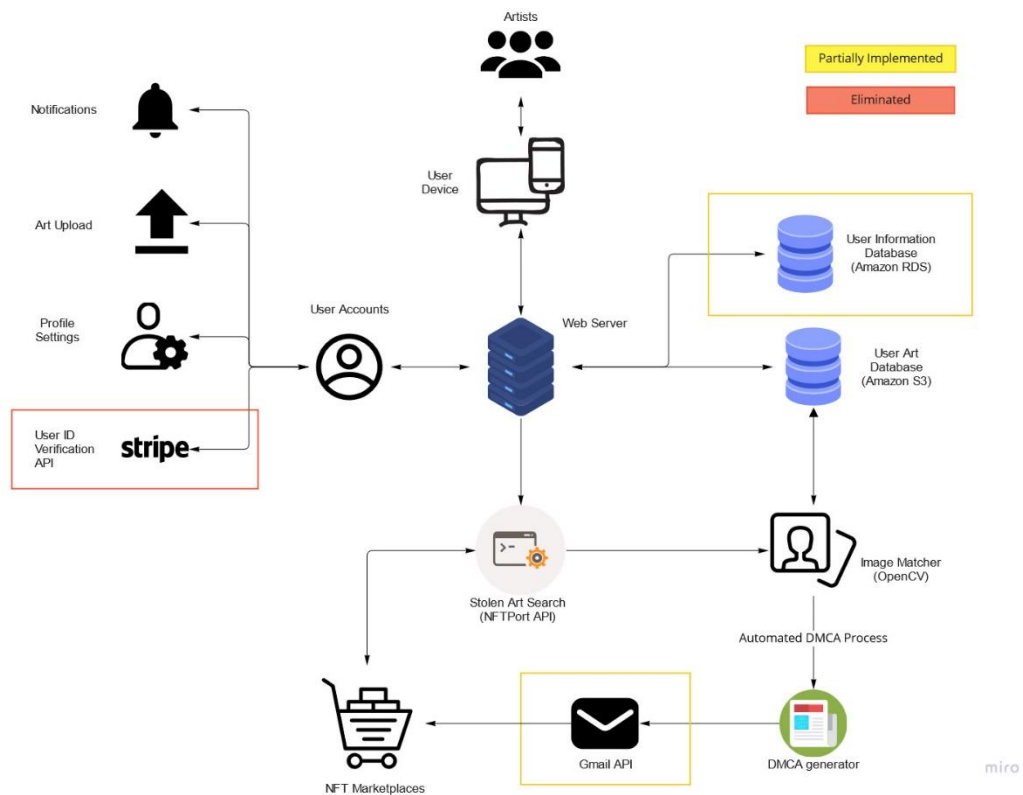 Artists
Partially Implemented
Eliminated
Notifications
User
Device
Art Upload
User Information
Database
(Amazon RDS)
Profile
Settings
User Accounts
Web Server
User Art
Database
(Amazon S3)
User ID
Verification
API
stripe
>-
Image Matcher
(OpenCV)
Stolen Art Search
(NFTPort API)
Automated DMCA Process
Gmail API
DMCA generator
NFT Marketplaces
miro